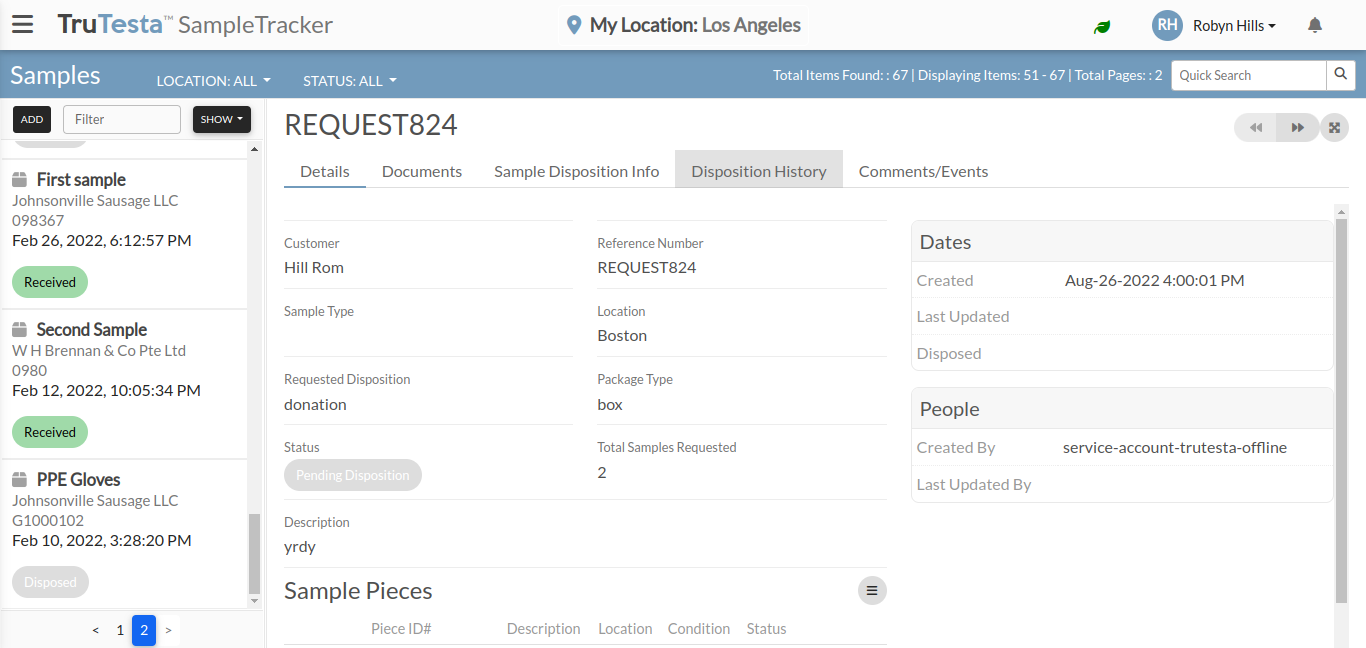 TruTesta™ SampleTracker
My Location: Los Angeles
RH Robyn Hills
Samples
LOCATION: ALL
STATUS: ALL
Total Items Found: : 67 | Displaying Items: 51 - 67 | Total Pages: : 2
Quick Search
ADD
Filter
SHOW
First sample
Johnsonville Sausage LLC
098367
Feb 26, 2022, 6:12:57 PM
Received
Second Sample
W H Brennan & Co Pte Ltd
0980
Feb 12, 2022, 10:05:34 PM
Received
PPE Gloves
Johnsonville Sausage LLC
G1000102
Feb 10, 2022, 3:28:20 PM
Disposed
< 1 2 >
REQUEST824
Details
Documents
Sample Disposition Info
Disposition History
Comments/Events
Customer
Hill Rom
Reference Number
REQUEST824
Sample Type
Location
Boston
Requested Disposition
donation
Package Type
box
Status
Pending Disposition
Total Samples Requested
2
Description
yrdy
Sample Pieces
Piece ID# Description Location Condition Status
Dates
Created Aug-26-2022 4:00:01 PM
Last Updated
Disposed
People
Created By service-account-trutesta-offline
Last Updated By